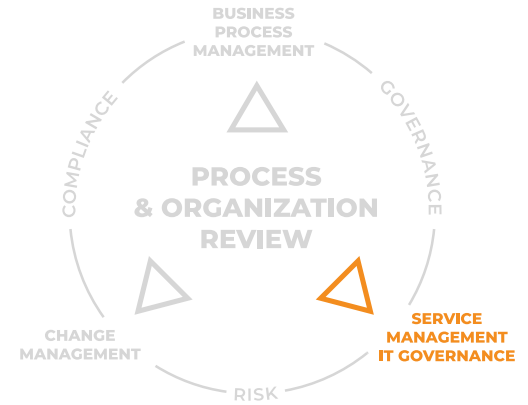 BUSINESS
PROCESS
MANAGEMENT
COMPLIANCE
GOVERNANCE
PROCESS
& ORGANIZATION
REVIEW
SERVICE
MANAGEMENT
IT GOVERNANCE
CHANGE
MANAGEMENT
RISK